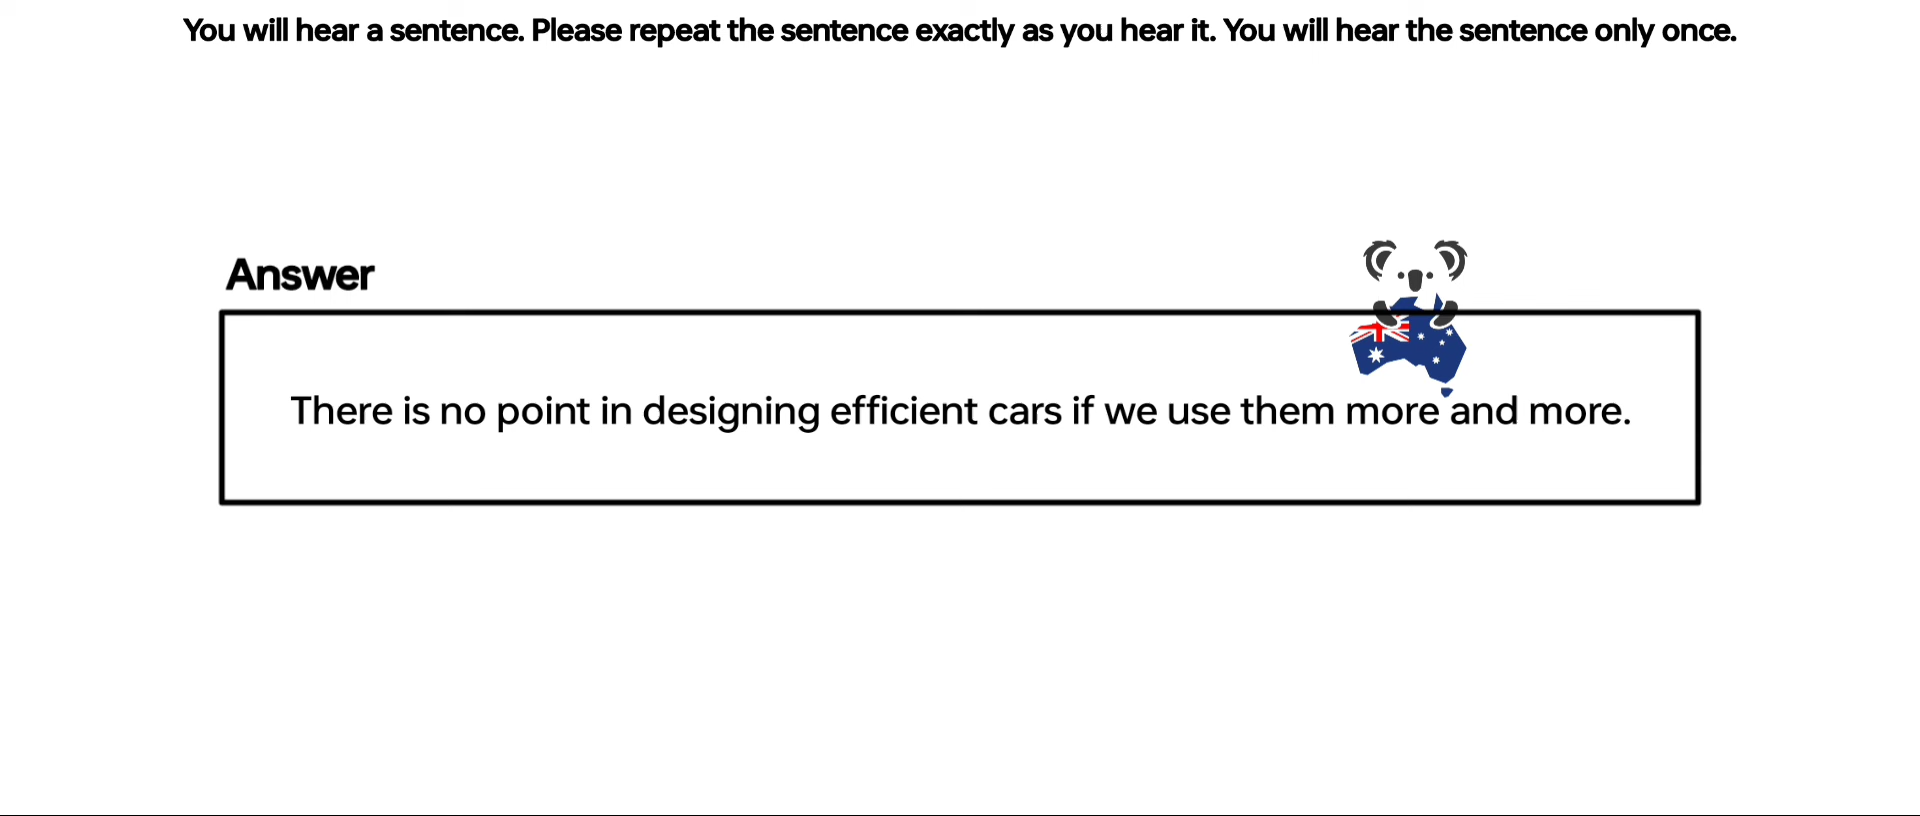 You will hear a sentence. Please repeat the sentence exactly as you hear it. You will hear the sentence only once.
Answer
There is no point in designing efficient cars if we use them more and more.